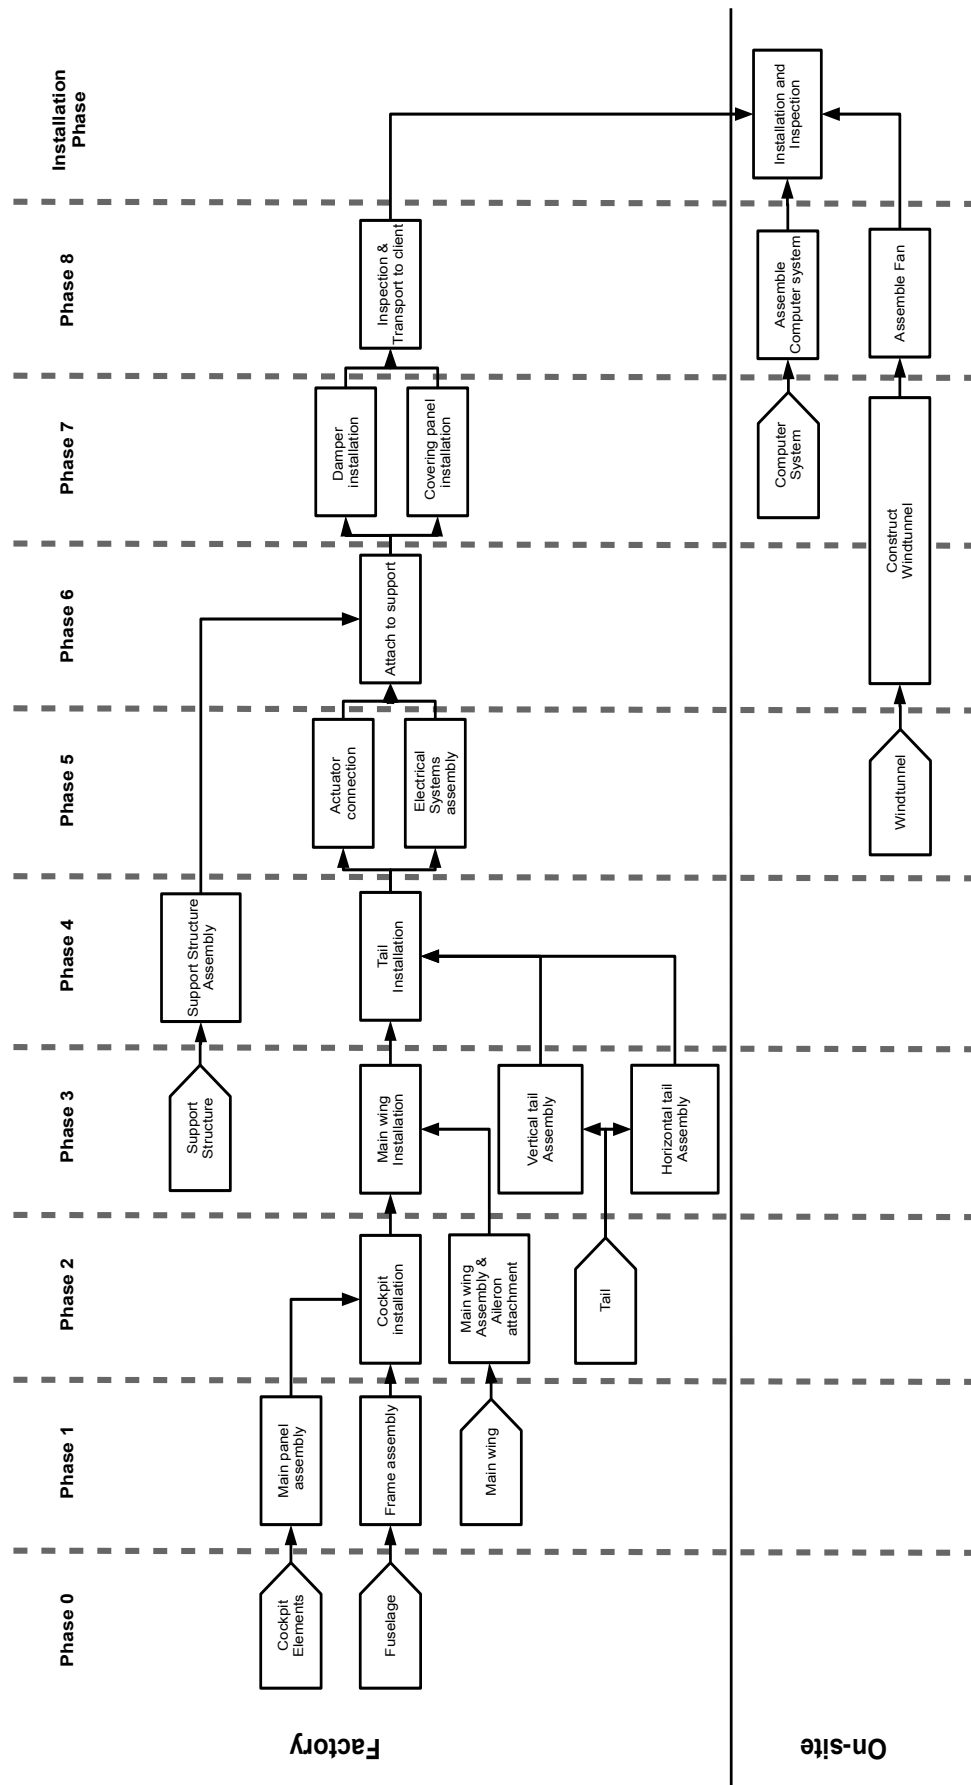 Phase 0
Phase 1
Phase 2
Phase 3
Phase 4
Phase 5
Phase 6
Phase 7
Phase 8
Installation
Phase
Factory
Support
Structure
Support Structure
Assembly
Cockpit
Elements
Main panel
assembly
Fuselage
Frame assembly
Cockpit
installation
Main wing
Installation
Tail
Installation
Actuator
connection
Electrical
Systems
assembly
Attach to support
Damper
installation
Covering panel
installation
Inspection &
Transport to client
Main wing
Main wing
Assembly &
Aileron
attachment
Tail
Vertical tail
Assembly
Horizontal tail
Assembly
On-site
Computer
System
Assemble
Computer system
Installation and
Inspection
Windtunnel
Construct
Windtunnel
Assemble Fan